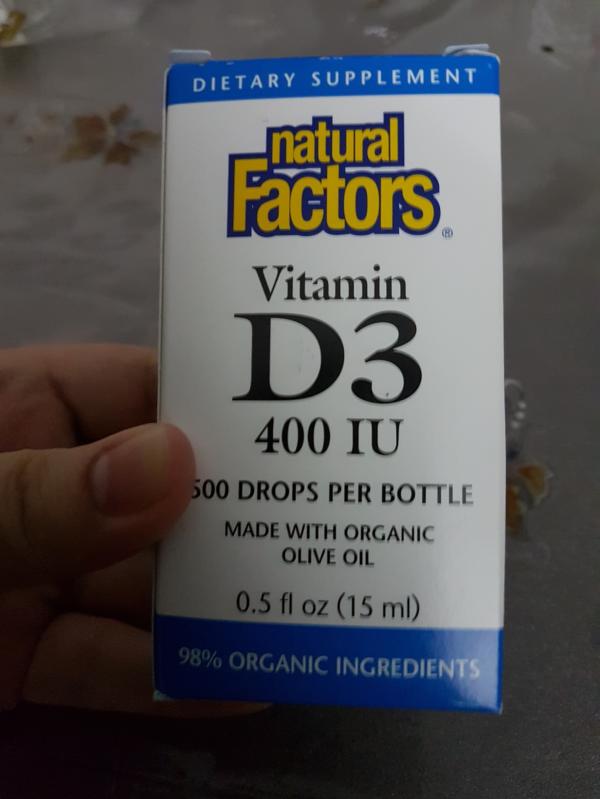 DIETARY SUPPLEMENT
natural
Factors®
Vitamin
D3
400 IU
500 DROPS PER BOTTLE
MADE WITH ORGANIC
OLIVE OIL
0.5 fl oz (15 ml)
98% ORGANIC INGREDIENTS